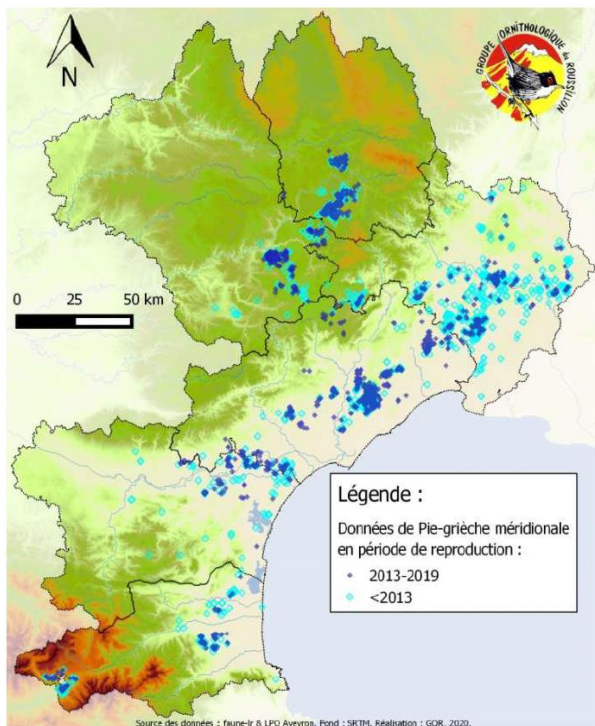 N
GROUPE ORNITHOLOGIQUE du ROUSSILLON
0 25 50 km
Légende :
Données de Pie-grièche méridionale
en période de reproduction :
2013-2019
<2013
Source des données : faune-lr & LPO Aveyron. Fond : SRTM. Réalisation : GOR, 2020.